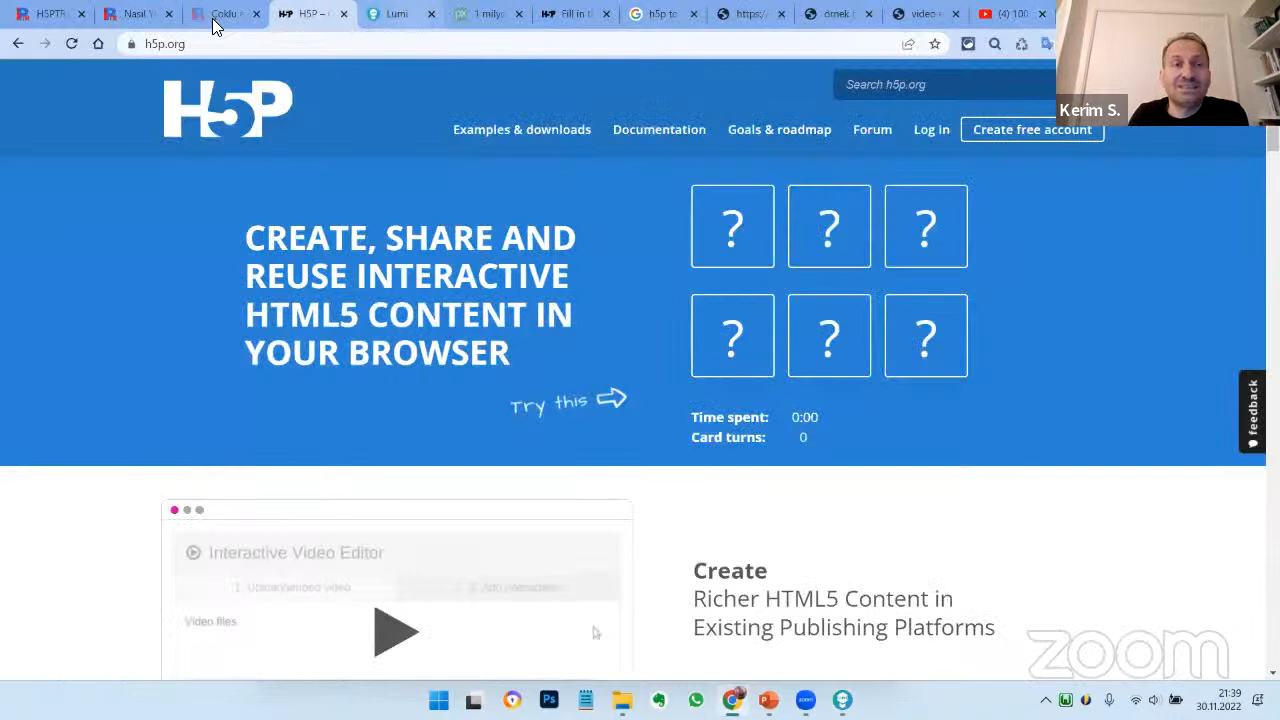 H5PTR
Nasıl
Çoklu
H5P –
Lumi
1 milyo
Fill in th
h5p te
https:/
örnek
video
(4) 100
h5p.org
H5P
Search h5p.org
Examples & downloads
Documentation
Goals & roadmap
Forum
Log in
Create free account
Kerim S.
CREATE, SHARE AND
REUSE INTERACTIVE
HTML5 CONTENT IN
YOUR BROWSER
Try this
? ? ?
? ? ?
Time spent: 0:00
Card turns: 0
feedback
Interactive Video Editor
Video files
Create
Richer HTML5 Content in
Existing Publishing Platforms
zoom
21:39
30.11.2022